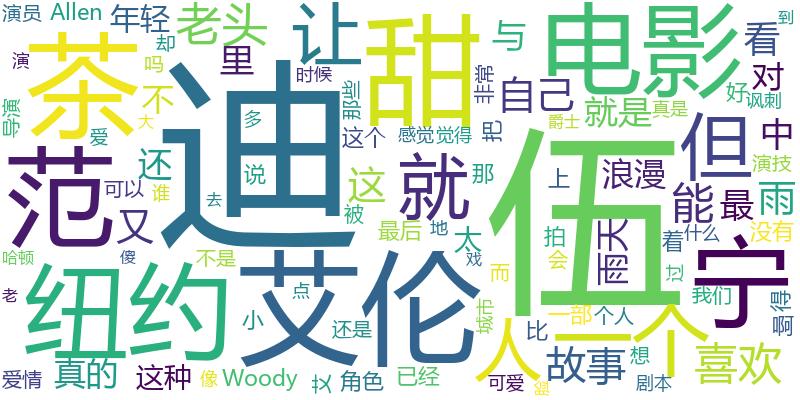 演员 Allen 年轻 老头 让 甜 与 电影 看 到
却 里 时候 那些 非常 自己 好 讽刺
演 吗 茶 不 就是 真是 对
导演 爱 大 多 这个 感觉 觉得 把 爵士 但 中 演技
范 还 迪 说 这 就 那 伍 上 浪漫 能 最 雨
可以 谁 又 去 被 最后 地 太 拍 雨天 着 什么 没有
哈顿 傻 不是 戏 而 会 过 宁
老 纽约 小 点 艾伦 城市 一部 个人 我们 啊 得
还是 人 比 一个 想 喜欢
爱情 真的 这种 像 Woody 又 角色 已经 可爱 故事 剧本